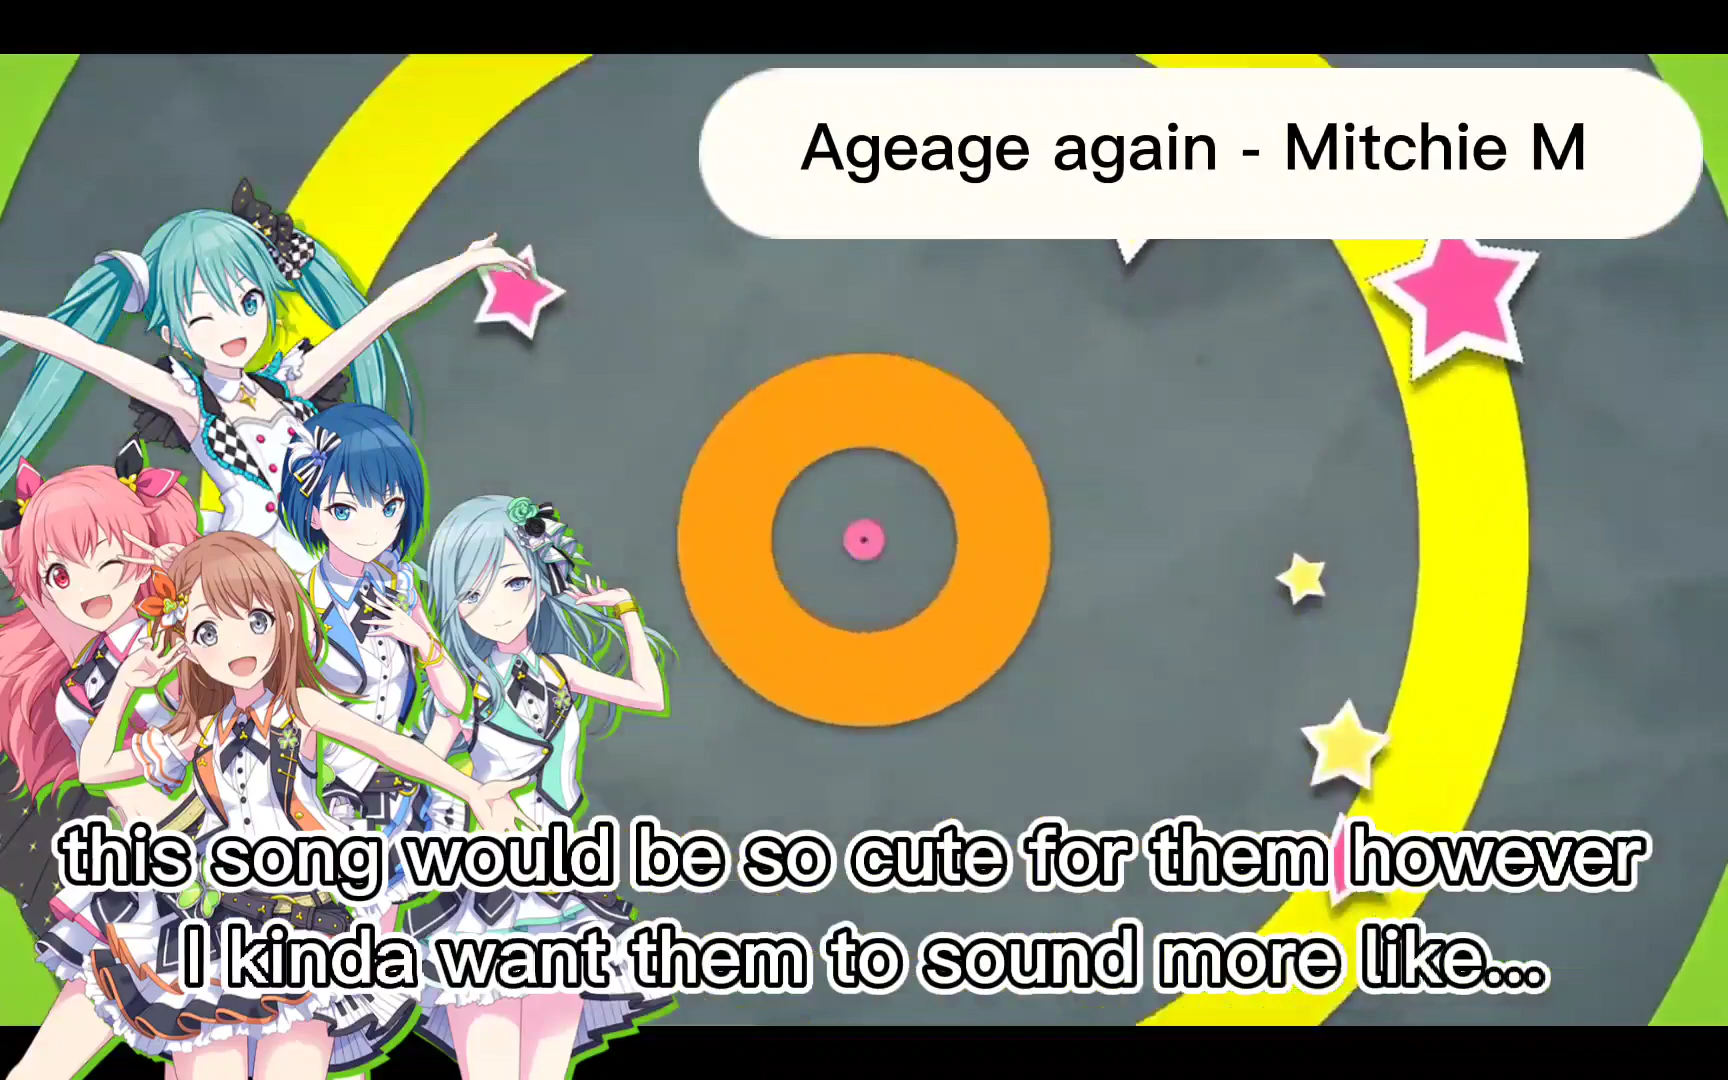 Ageage again - Mitchie M
this song would be so cute for them however
I kinda want them to sound more like...